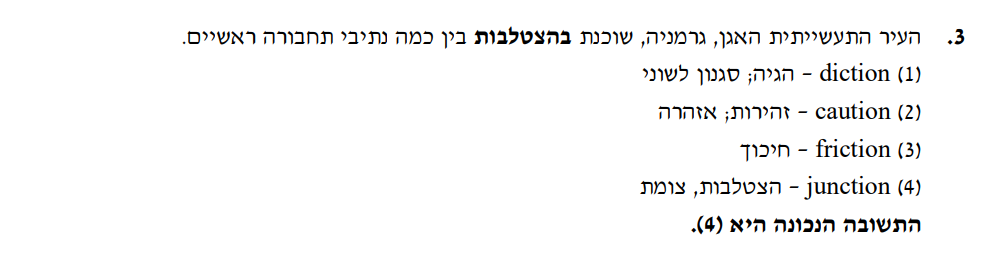 3. העיר התעשייתית האגן, גרמניה, שוכנת בהצטלבות בין כמה נתיבי תחבורה ראשיים.
(1) diction – הגיה; סגנון לשוני
(2) caution – זהירות; אזהרה
(3) friction – חיכוך
(4) junction – הצטלבות, צומת
התשובה הנכונה היא (4).